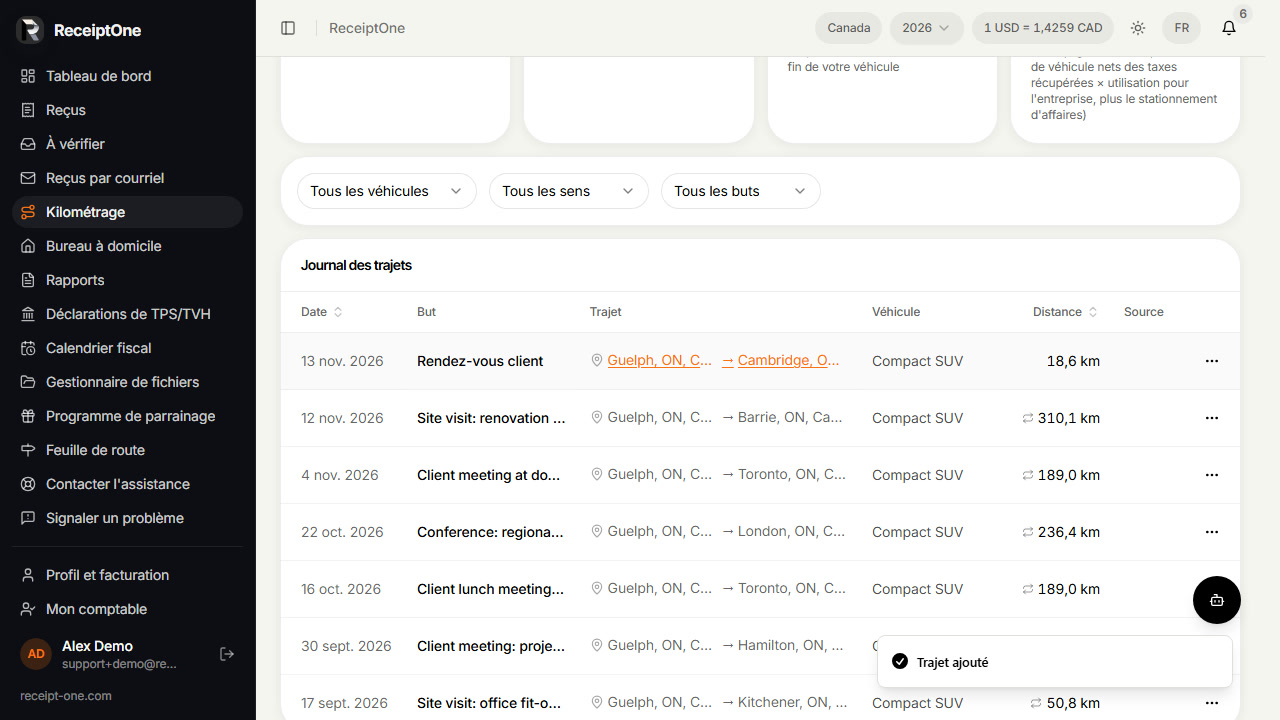 ReceiptOne
Tableau de bord
Reçus
À vérifier
Reçus par courriel
Kilométrage
Bureau à domicile
Rapports
Déclarations de TPS/TVH
Calendrier fiscal
Gestionnaire de fichiers
Programme de parrainage
Feuille de route
Contacter l'assistance
Signaler un problème
Profil et facturation
Mon comptable
AD
Alex Demo
support+demo@re...
receipt-one.com
ReceiptOne
Canada
2026
1 USD = 1,4259 CAD
FR
6
fin de votre véhicule
de véhicule nets des taxes
récupérées × utilisation pour
l'entreprise, plus le stationnement
d'affaires)
Tous les véhicules
Tous les sens
Tous les buts
Journal des trajets
Date But Trajet Véhicule Distance Source
13 nov. 2026 Rendez-vous client Guelph, ON, C... → Cambridge, O... Compact SUV 18,6 km
12 nov. 2026 Site visit: renovation ... Guelph, ON, C... → Barrie, ON, Ca... Compact SUV 310,1 km
4 nov. 2026 Client meeting at do... Guelph, ON, C... → Toronto, ON, C... Compact SUV 189,0 km
22 oct. 2026 Conference: regiona... Guelph, ON, C... → London, ON, C... Compact SUV 236,4 km
16 oct. 2026 Client lunch meeting... Guelph, ON, C... → Toronto, ON, C... Compact SUV 189,0 km
30 sept. 2026 Client meeting: proje... Guelph, ON, C... → Hamilton, ON, ...
17 sept. 2026 Site visit: office fit-o... Guelph, ON, C... → Kitchener, ON, ... Compact SUV 50,8 km
Trajet ajouté